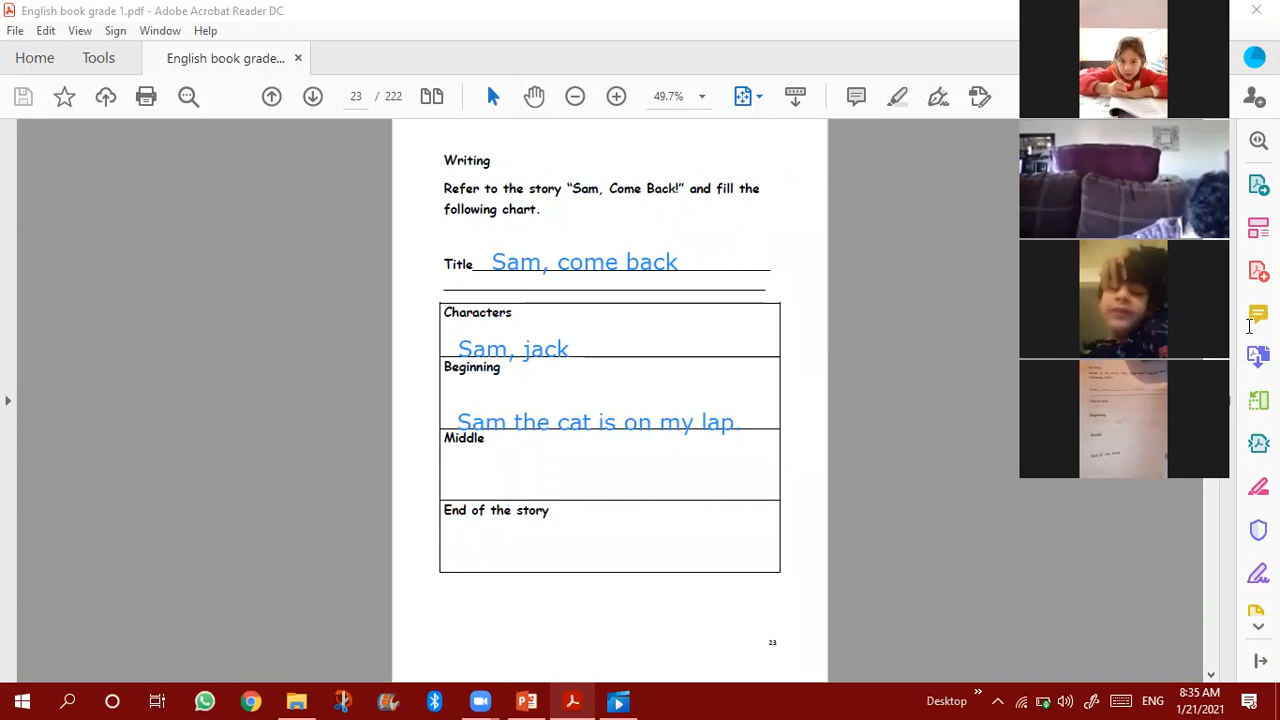 English book grade 1.pdf - Adobe Acrobat Reader DC
File Edit View Sign Window Help
Home Tools English book grade...
23 / 222 49.7%
Writing
Refer to the story “Sam, Come Back!” and fill the
following chart.
Title Sam, come back
Characters
Sam, jack
Beginning
Sam the cat is on my lap.
Middle
End of the story
23
Desktop » ENG 8:35 AM
1/21/2021